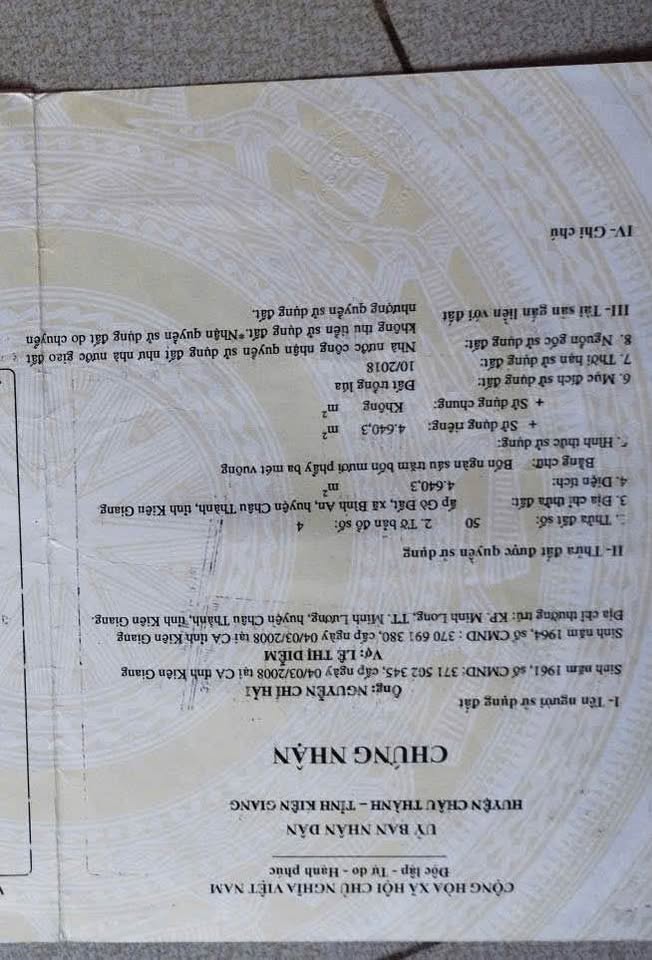 CỘNG HÒA XÃ HỘI CHỦ NGHĨA VIỆT NAM
Độc lập - Tự do - Hạnh phúc
UỶ BAN NHÂN DÂN
HUYỆN CHÂU THÀNH – TỈNH KIÊN GIANG
CHỨNG NHẬN
I- Tên người sử dụng đất
Ông: NGUYỄN CHÍ HẢI
Sinh năm 1961, số CMND: 371 502 345, cấp ngày 04/03/2008 tại CA tỉnh Kiên Giang
Vợ: LÊ THỊ DIỄM
Sinh năm 1964, số CMND : 370 691 380, cấp ngày 04/03/2008 tại CA tỉnh Kiên Giang
Địa chỉ thường trú: KP. Minh Long, TT. Minh Lương, huyện Châu Thành, tỉnh Kiên Giang.
II- Thửa đất được quyền sử dụng
. Thửa đất số: 50 2. Tờ bản đồ số: 4
3. Địa chỉ thửa đất: ấp Gò Đất, xã Bình An, huyện Châu Thành, tỉnh Kiên Giang
4. Diện tích: 4.640,3 m²
Bằng chữ: Bốn ngàn sáu trăm bốn mươi phẩy ba mét vuông
. Hình thức sử dụng:
+ Sử dụng riêng: 4.640,3 m²
+ Sử dụng chung: Không m²
6. Mục đích sử dụng đất: Đất trồng lúa
7. Thời hạn sử dụng đất: 10/2018
8. Nguồn gốc sử dụng đất: Nhà nước công nhận quyền sử dụng đất như nhà nước giao đất
không thu tiền sử dụng đất.*Nhận quyền sử dụng đất do chuyển
nhượng quyền sử dụng đất.
III- Tài sản gắn liền với đất
IV- Ghi chú